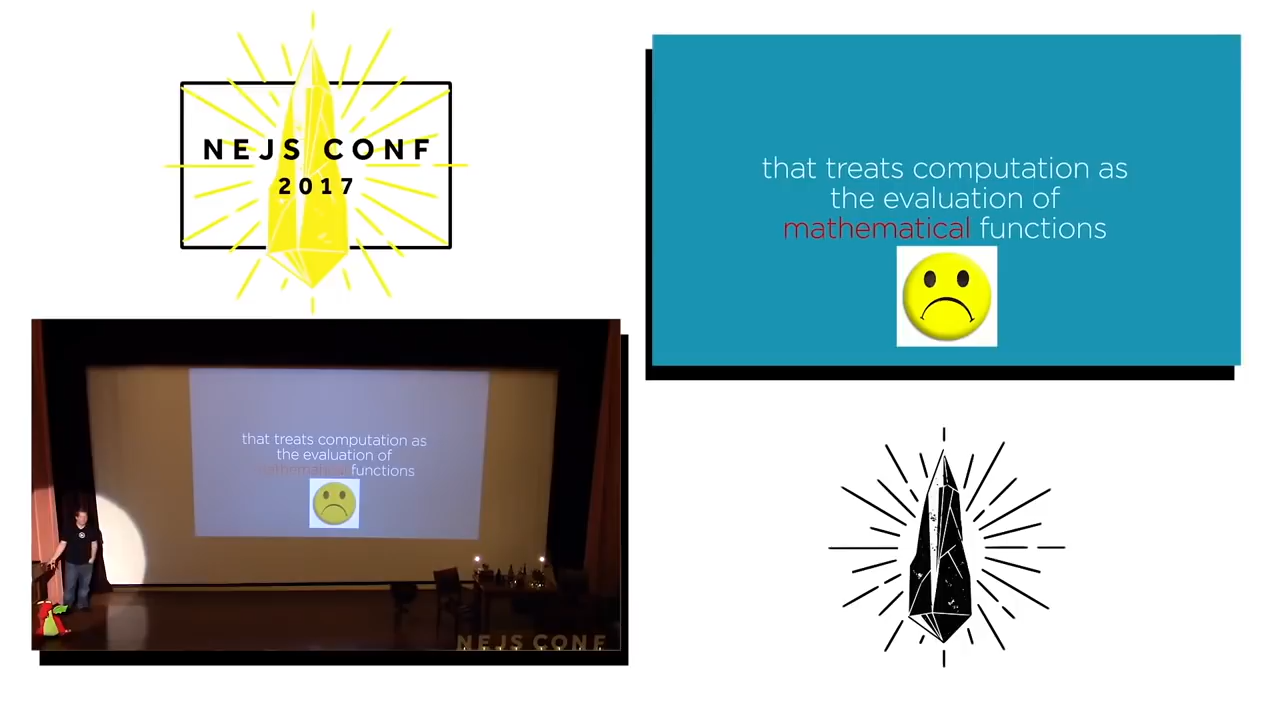 NEJS CONF
2017
that treats computation as
the evaluation of
mathematical functions
that treats computation as
the evaluation of
mathematical functions
NEJS CONF